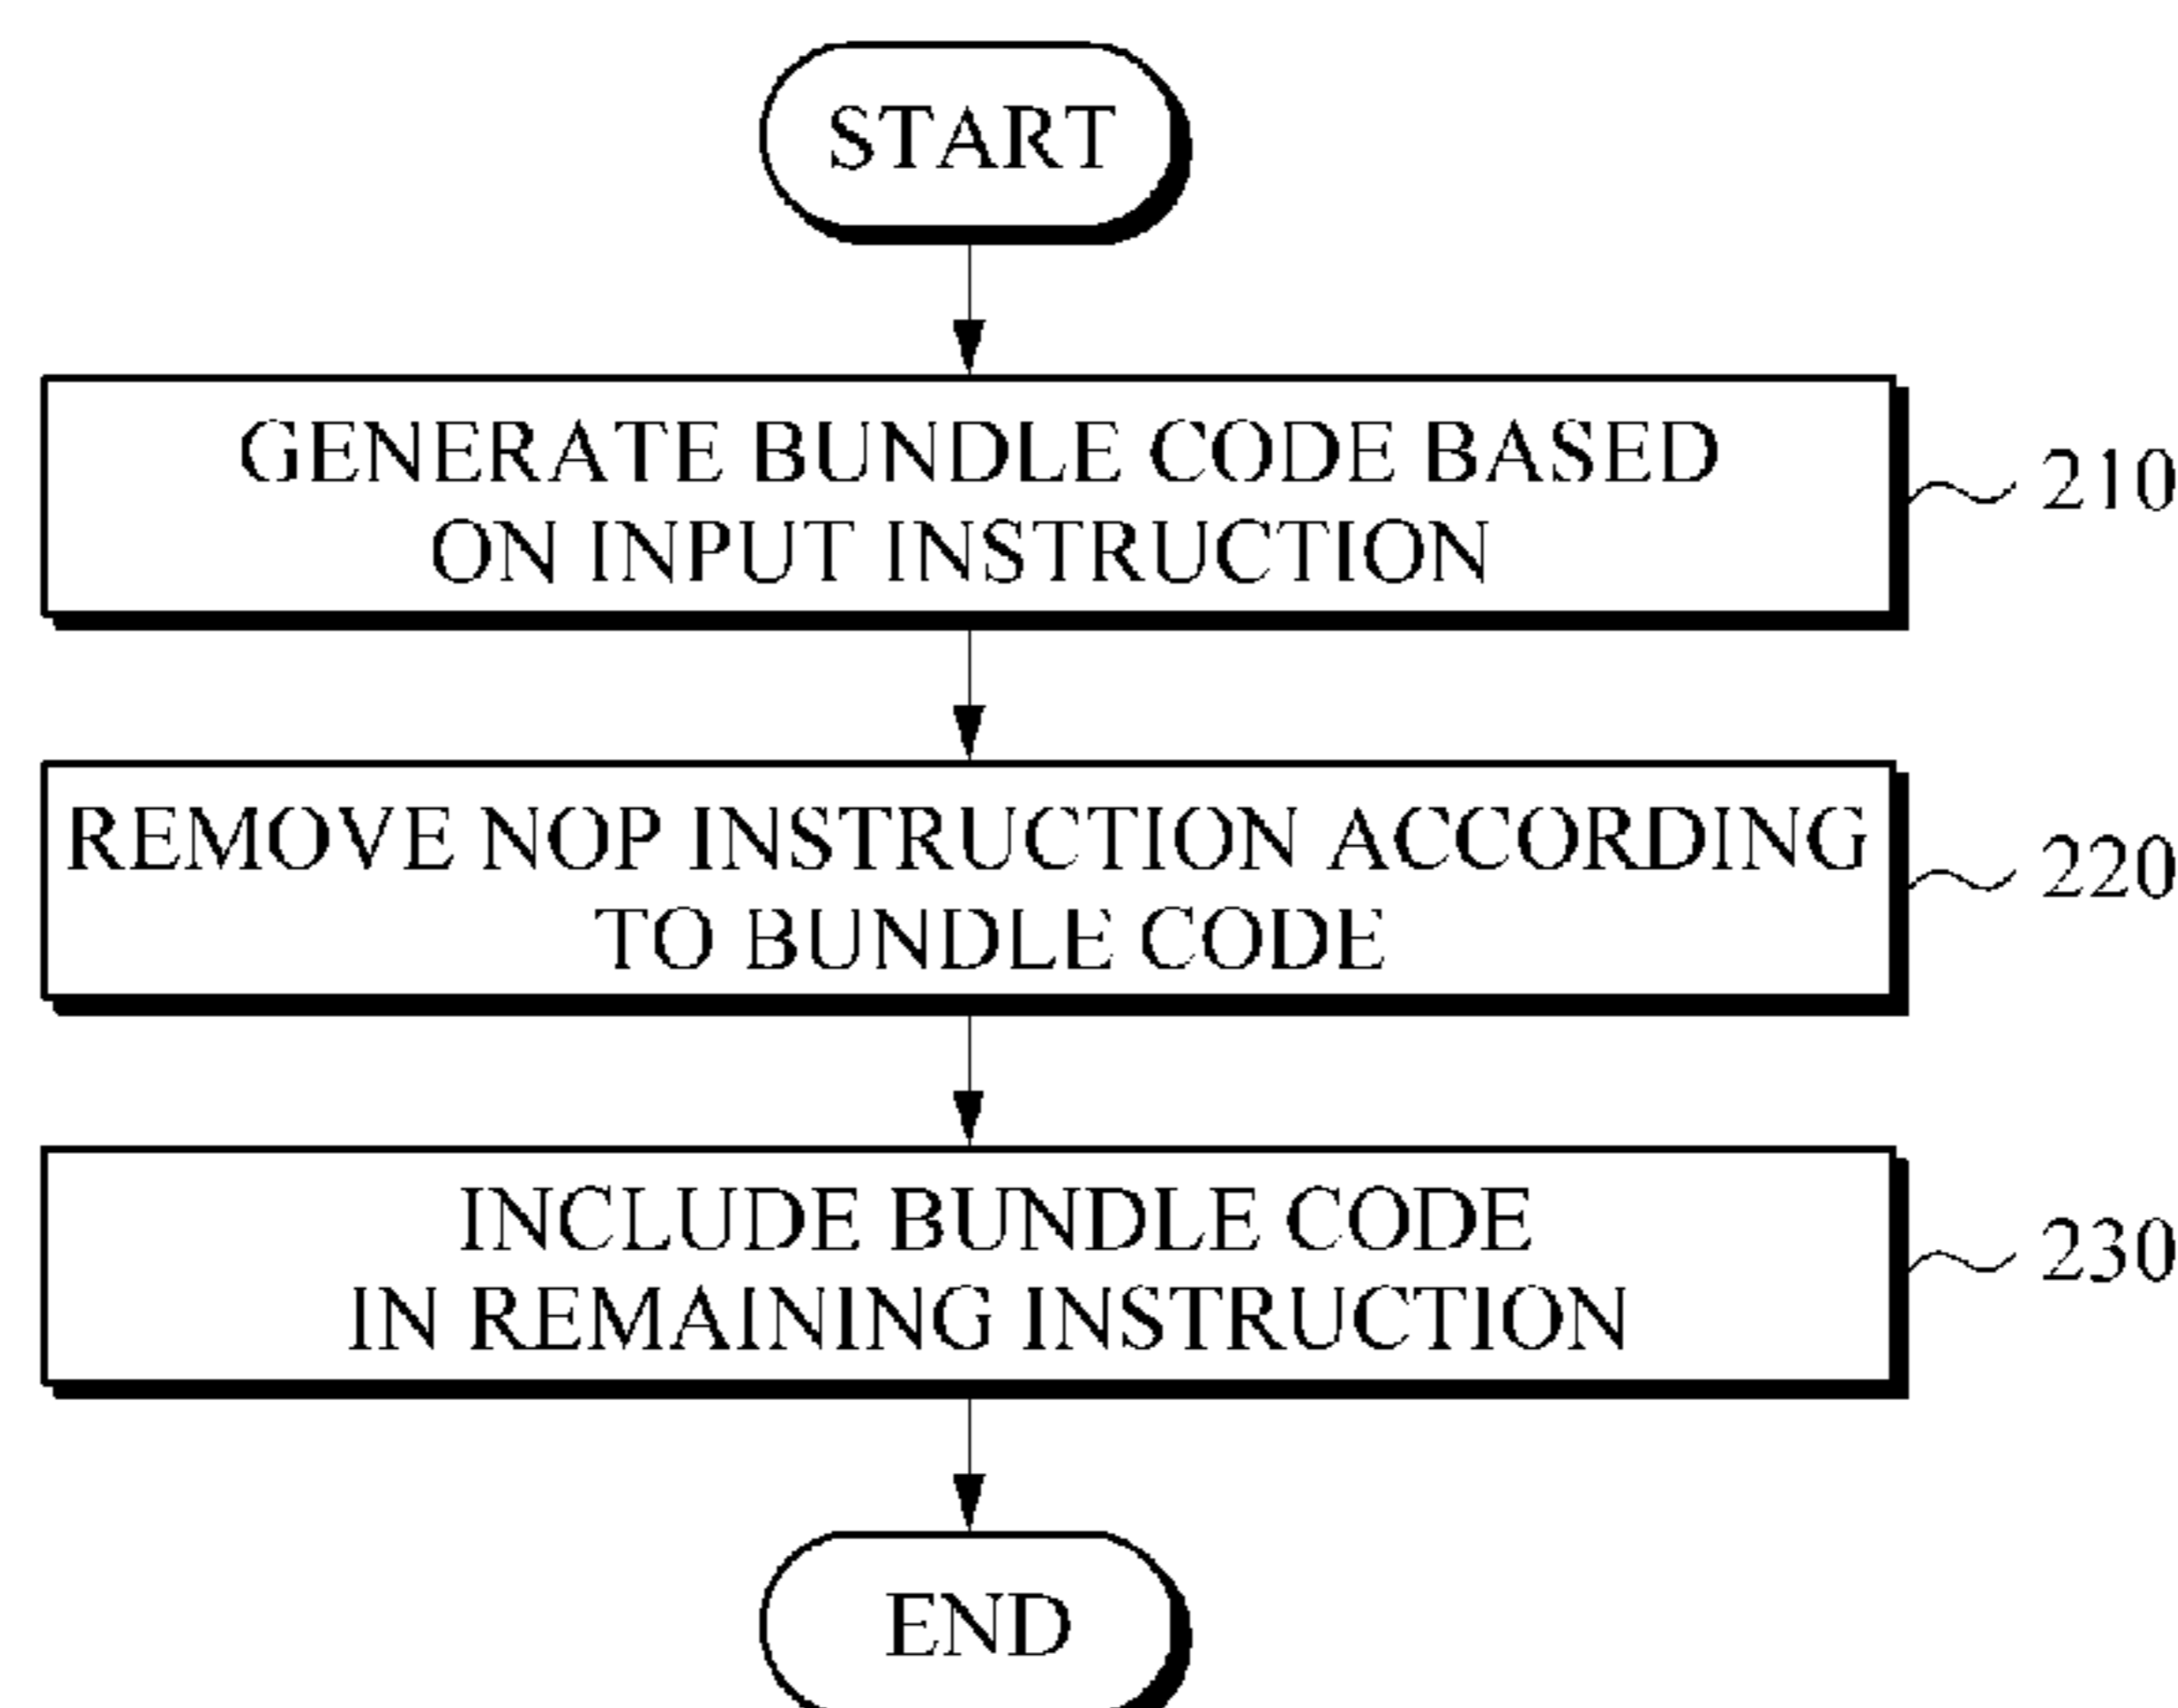 START
GENERATE BUNDLE CODE BASED
ON INPUT INSTRUCTION
210
REMOVE NOP INSTRUCTION ACCORDING
TO BUNDLE CODE
220
INCLUDE BUNDLE CODE
IN REMAINING INSTRUCTION
230
END